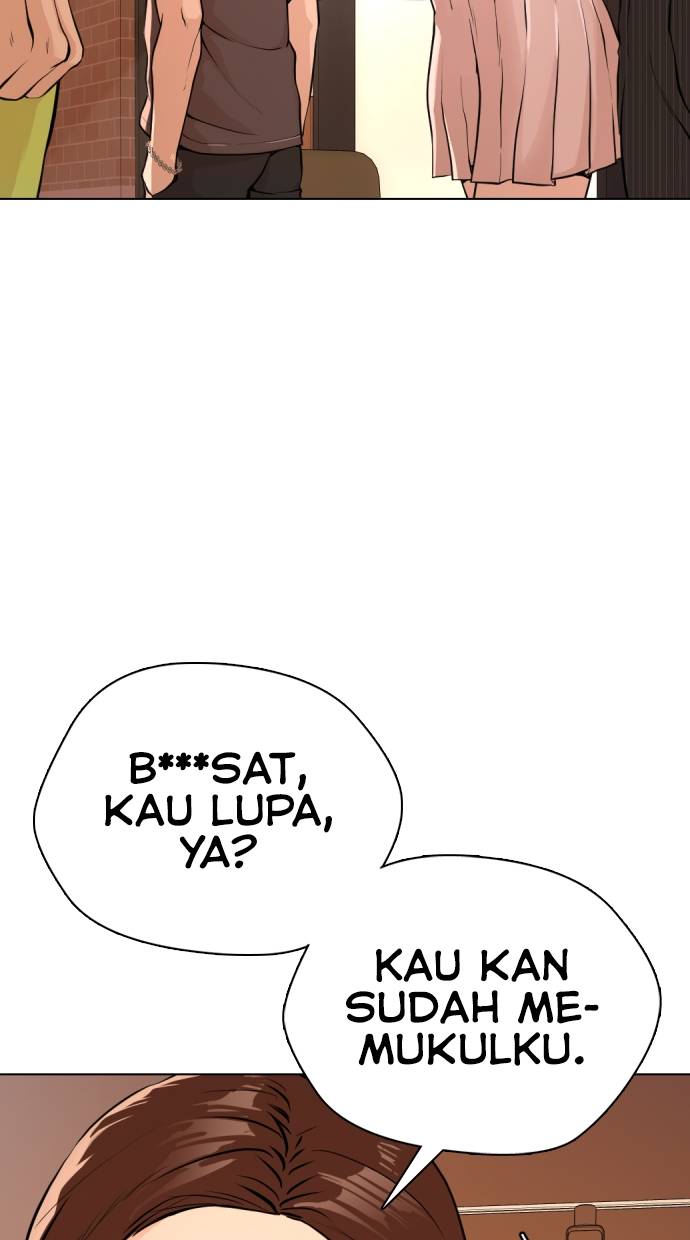 B***SAT,
KAU LUPA,
YA?
KAU KAN
SUDAH ME-
MUKULKU.